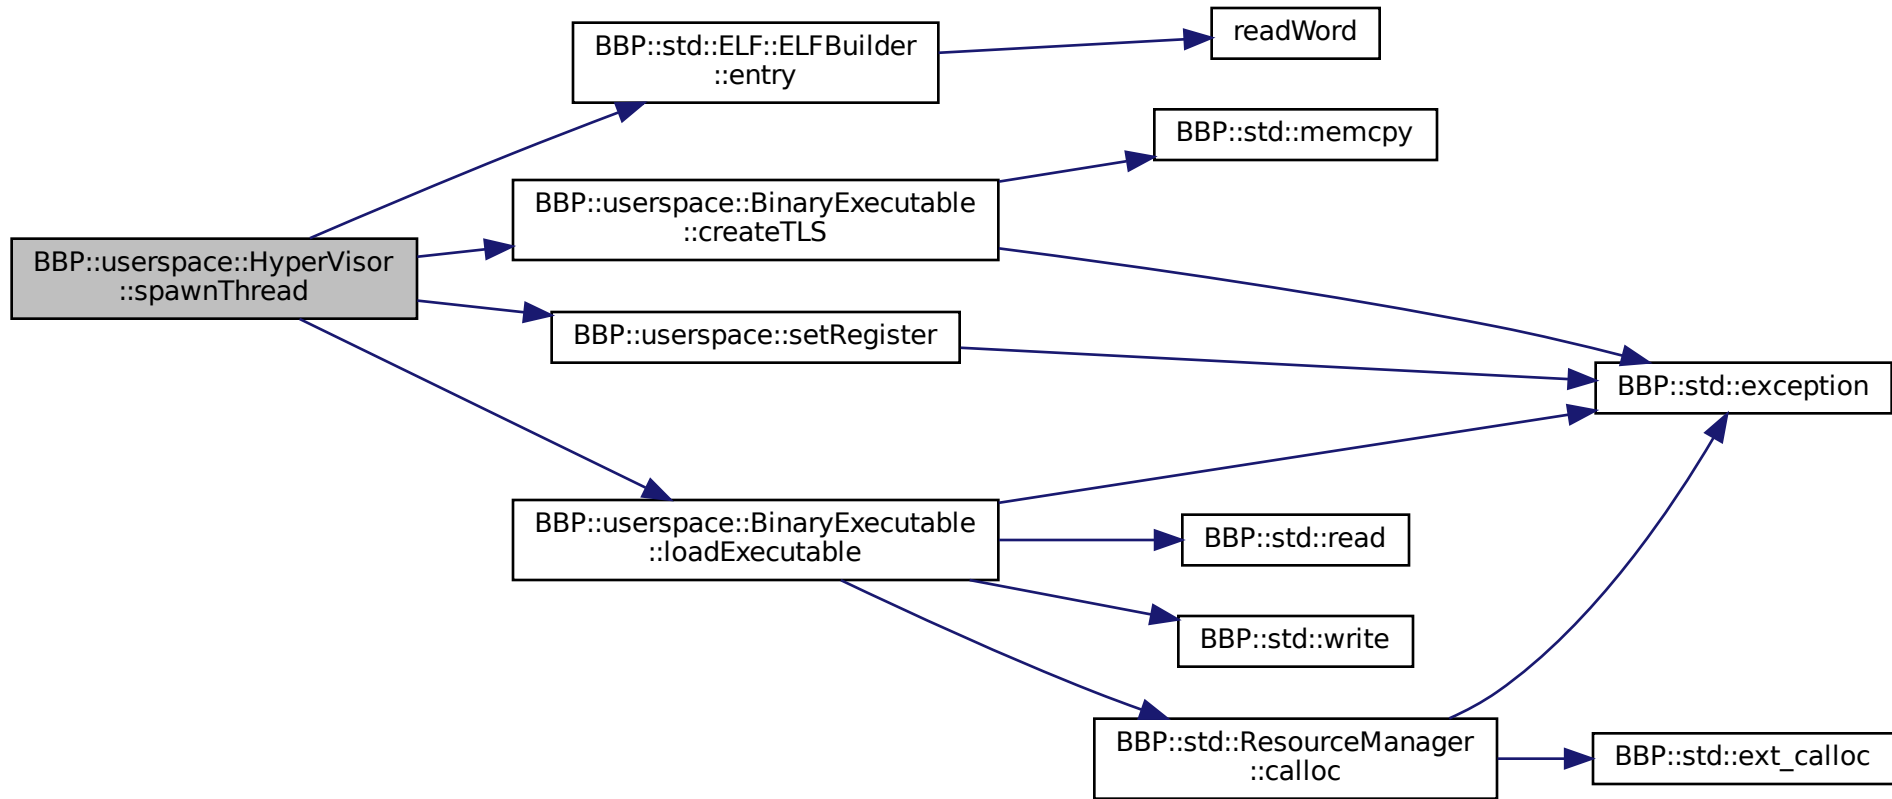 BBP::userspace::HyperVisor
::spawnThread
BBP::std::ELF::ELFBuilder
::entry
readWord
BBP::userspace::BinaryExecutable
::createTLS
BBP::std::memcpy
BBP::userspace::setRegister
BBP::std::exception
BBP::userspace::BinaryExecutable
::loadExecutable
BBP::std::read
BBP::std::write
BBP::std::ResourceManager
::calloc
BBP::std::ext_calloc